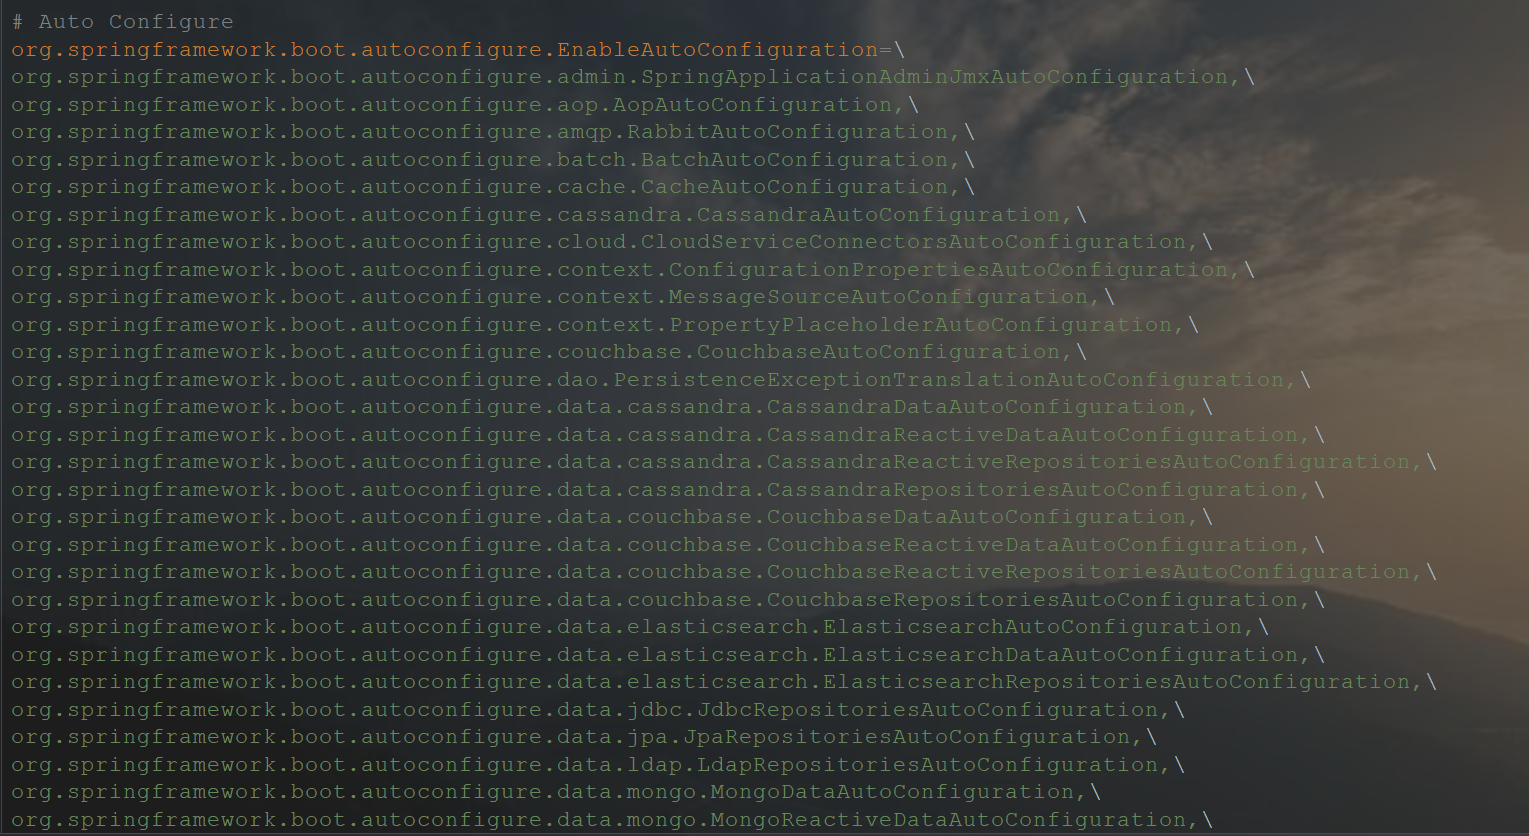 # Auto Configure
org.springframework.boot.autoconfigure.EnableAutoConfiguration=\
org.springframework.boot.autoconfigure.admin.SpringApplicationAdminJmxAutoConfiguration,\
org.springframework.boot.autoconfigure.aop.AopAutoConfiguration,\
org.springframework.boot.autoconfigure.amqp.RabbitAutoConfiguration,\
org.springframework.boot.autoconfigure.batch.BatchAutoConfiguration,\
org.springframework.boot.autoconfigure.cache.CacheAutoConfiguration,\
org.springframework.boot.autoconfigure.cassandra.CassandraAutoConfiguration,\
org.springframework.boot.autoconfigure.cloud.CloudServiceConnectorsAutoConfiguration,\
org.springframework.boot.autoconfigure.context.ConfigurationPropertiesAutoConfiguration,\
org.springframework.boot.autoconfigure.context.MessageSourceAutoConfiguration,\
org.springframework.boot.autoconfigure.context.PropertyPlaceholderAutoConfiguration,\
org.springframework.boot.autoconfigure.couchbase.CouchbaseAutoConfiguration,\
org.springframework.boot.autoconfigure.dao.PersistenceExceptionTranslationAutoConfiguration,\
org.springframework.boot.autoconfigure.data.cassandra.CassandraDataAutoConfiguration,\
org.springframework.boot.autoconfigure.data.cassandra.CassandraReactiveDataAutoConfiguration,\
org.springframework.boot.autoconfigure.data.cassandra.CassandraReactiveRepositoriesAutoConfiguration,\
org.springframework.boot.autoconfigure.data.cassandra.CassandraRepositoriesAutoConfiguration,\
org.springframework.boot.autoconfigure.data.couchbase.CouchbaseDataAutoConfiguration,\
org.springframework.boot.autoconfigure.data.couchbase.CouchbaseReactiveDataAutoConfiguration,\
org.springframework.boot.autoconfigure.data.couchbase.CouchbaseReactiveRepositoriesAutoConfiguration,\
org.springframework.boot.autoconfigure.data.couchbase.CouchbaseRepositoriesAutoConfiguration,\
org.springframework.boot.autoconfigure.data.elasticsearch.ElasticsearchAutoConfiguration,\
org.springframework.boot.autoconfigure.data.elasticsearch.ElasticsearchDataAutoConfiguration,\
org.springframework.boot.autoconfigure.data.elasticsearch.ElasticsearchRepositoriesAutoConfiguration,\
org.springframework.boot.autoconfigure.data.jdbc.JdbcRepositoriesAutoConfiguration,\
org.springframework.boot.autoconfigure.data.jpa.JpaRepositoriesAutoConfiguration,\
org.springframework.boot.autoconfigure.data.ldap.LdapRepositoriesAutoConfiguration,\
org.springframework.boot.autoconfigure.data.mongo.MongoDataAutoConfiguration,\
org.springframework.boot.autoconfigure.data.mongo.MongoReactiveDataAutoConfiguration,\